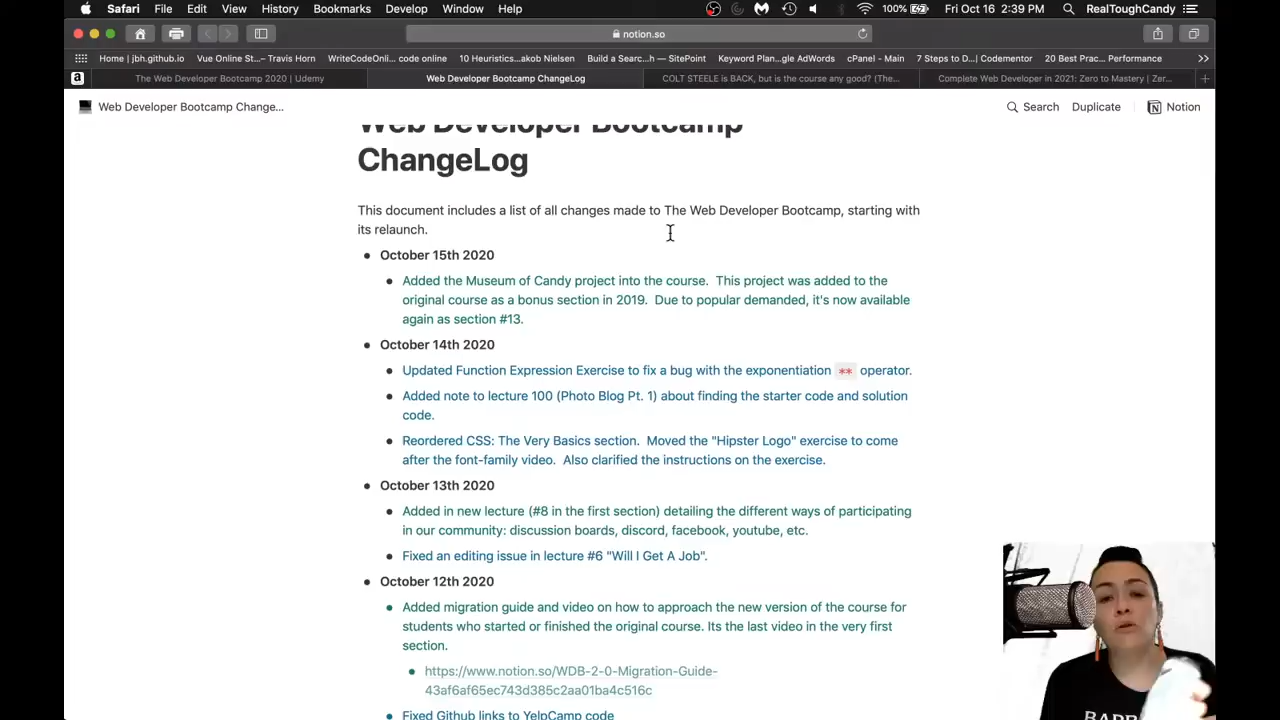 Safari File Edit View History Bookmarks Develop Window Help 100% Fri Oct 16 2:39 PM RealToughCandy
notion.so
Home | jbh.github.io Vue Online St...– Travis Horn WriteCodeOnli... code online 10 Heuristics...akob Nielsen Build a Searc...h — SitePoint Keyword Plan...gle AdWords cPanel - Main 7 Steps to D...| Codementor 20 Best Prac... Performance
a The Web Developer Bootcamp 2020 | Udemy Web Developer Bootcamp ChangeLog COLT STEELE is BACK, but is the course any good? (The... Complete Web Developer in 2021: Zero to Mastery | Zer...
Web Developer Bootcamp Change... Search Duplicate Notion
Web Developer Bootcamp
ChangeLog
This document includes a list of all changes made to The Web Developer Bootcamp, starting with
its relaunch.
October 15th 2020
Added the Museum of Candy project into the course. This project was added to the
original course as a bonus section in 2019. Due to popular demanded, it's now available
again as section #13.
October 14th 2020
Updated Function Expression Exercise to fix a bug with the exponentiation ** operator.
Added note to lecture 100 (Photo Blog Pt. 1) about finding the starter code and solution
code.
Reordered CSS: The Very Basics section. Moved the "Hipster Logo" exercise to come
after the font-family video. Also clarified the instructions on the exercise.
October 13th 2020
Added in new lecture (#8 in the first section) detailing the different ways of participating
in our community: discussion boards, discord, facebook, youtube, etc.
Fixed an editing issue in lecture #6 "Will I Get A Job".
October 12th 2020
Added migration guide and video on how to approach the new version of the course for
students who started or finished the original course. Its the last video in the very first
section.
https://www.notion.so/WDB-2-0-Migration-Guide-
43af6af65ec743d385c2aa01ba4c516c
Fixed Github links to YelpCamp code